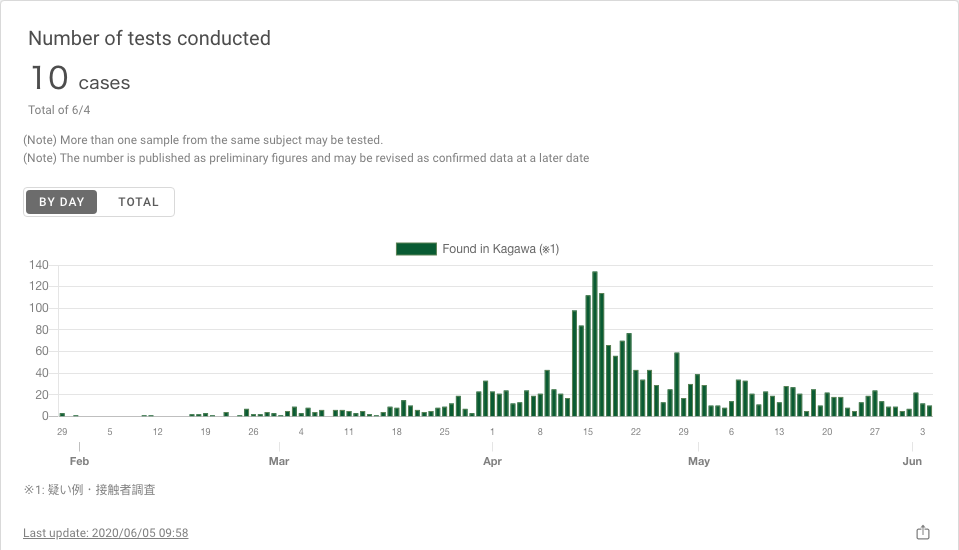 Number of tests conducted
10 cases
Total of 6/4
(Note) More than one sample from the same subject may be tested.
(Note) The number is published as preliminary figures and may be revised as confirmed data at a later date
BY DAY TOTAL
Found in Kagawa (※1)
140
120
100
80
60
40
20
0
29 5 12 19 26 4 11 18 25 1 8 15 22 29 6 13 20 27 3
Feb Mar Apr May Jun
※1: 疑い例・接触者調査
Last update: 2020/06/05 09:58